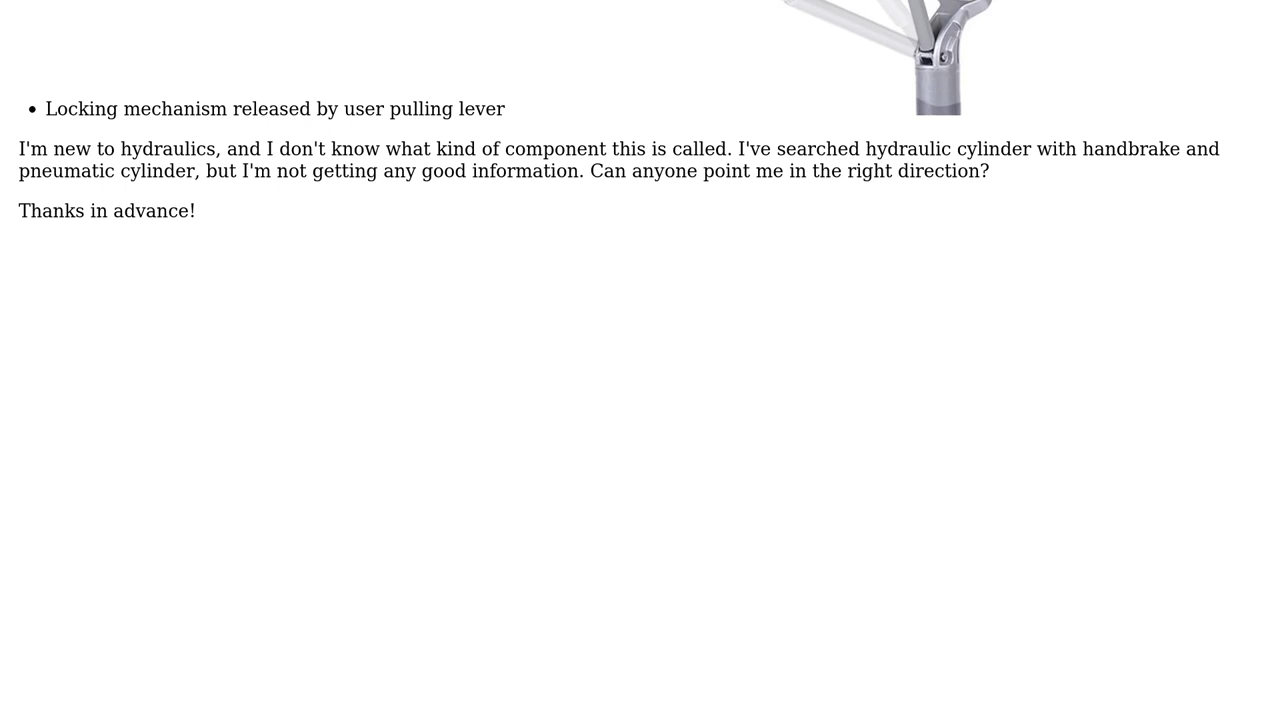 • Locking mechanism released by user pulling lever
I'm new to hydraulics, and I don't know what kind of component this is called. I've searched hydraulic cylinder with handbrake and
pneumatic cylinder, but I'm not getting any good information. Can anyone point me in the right direction?
Thanks in advance!